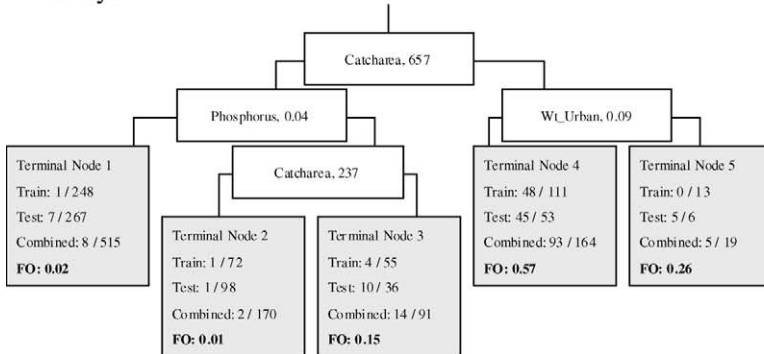 Catcharea, 657
Phosphorus, 0.04
Wt_Urban, 0.09
Catcharea, 237
Terminal Node 1
Train: 1 / 248
Test: 7 / 267
Combined: 8 / 515
FO: 0.02
Terminal Node 2
Train: 1 / 72
Test: 1 / 98
Combined: 2 / 170
FO: 0.01
Terminal Node 3
Train: 4 / 55
Test: 10 / 36
Combined: 14 / 91
FO: 0.15
Terminal Node 4
Train: 48 / 111
Test: 45 / 53
Combined: 93 / 164
FO: 0.57
Terminal Node 5
Train: 0 / 13
Test: 5 / 6
Combined: 5 / 19
FO: 0.26